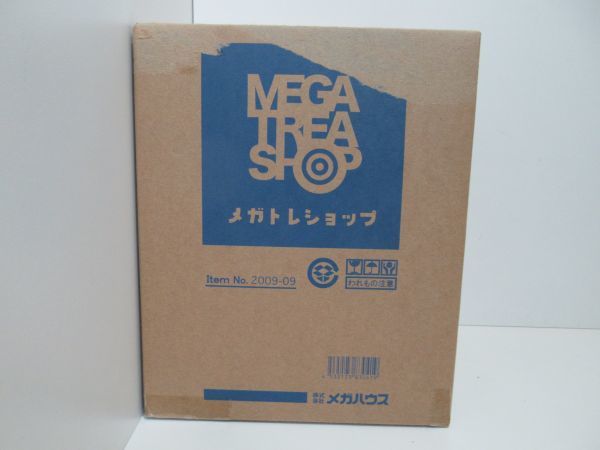 MEGA
TREA
SHOP
メガトレショップ
Item No. 2009-09
われもの注意
株式会社 メガハウス